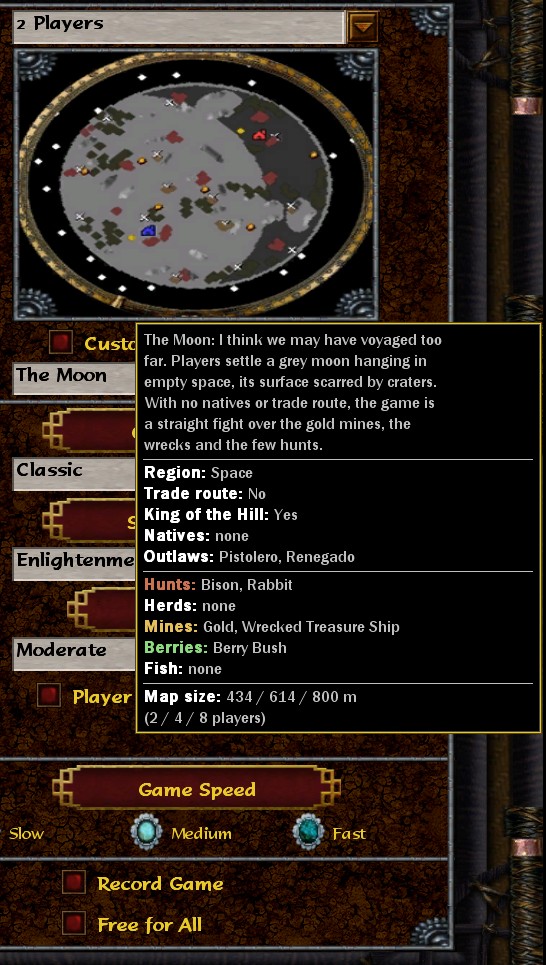 2 Players
The Moon: I think we may have voyaged too
far. Players settle a grey moon hanging in
empty space, its surface scarred by craters.
With no natives or trade route, the game is
a straight fight over the gold mines, the
wrecks and the few hunts.
Region: Space
Trade route: No
King of the Hill: Yes
Natives: none
Outlaws: Pistolero, Renegado
Hunts: Bison, Rabbit
Herds: none
Mines: Gold, Wrecked Treasure Ship
Berries: Berry Bush
Fish: none
Map size: 434 / 614 / 800 m
(2 / 4 / 8 players)
The Moon
Classic
Moderate
Player
Game Speed
Slow
Medium
Fast
Record Game
Free for All